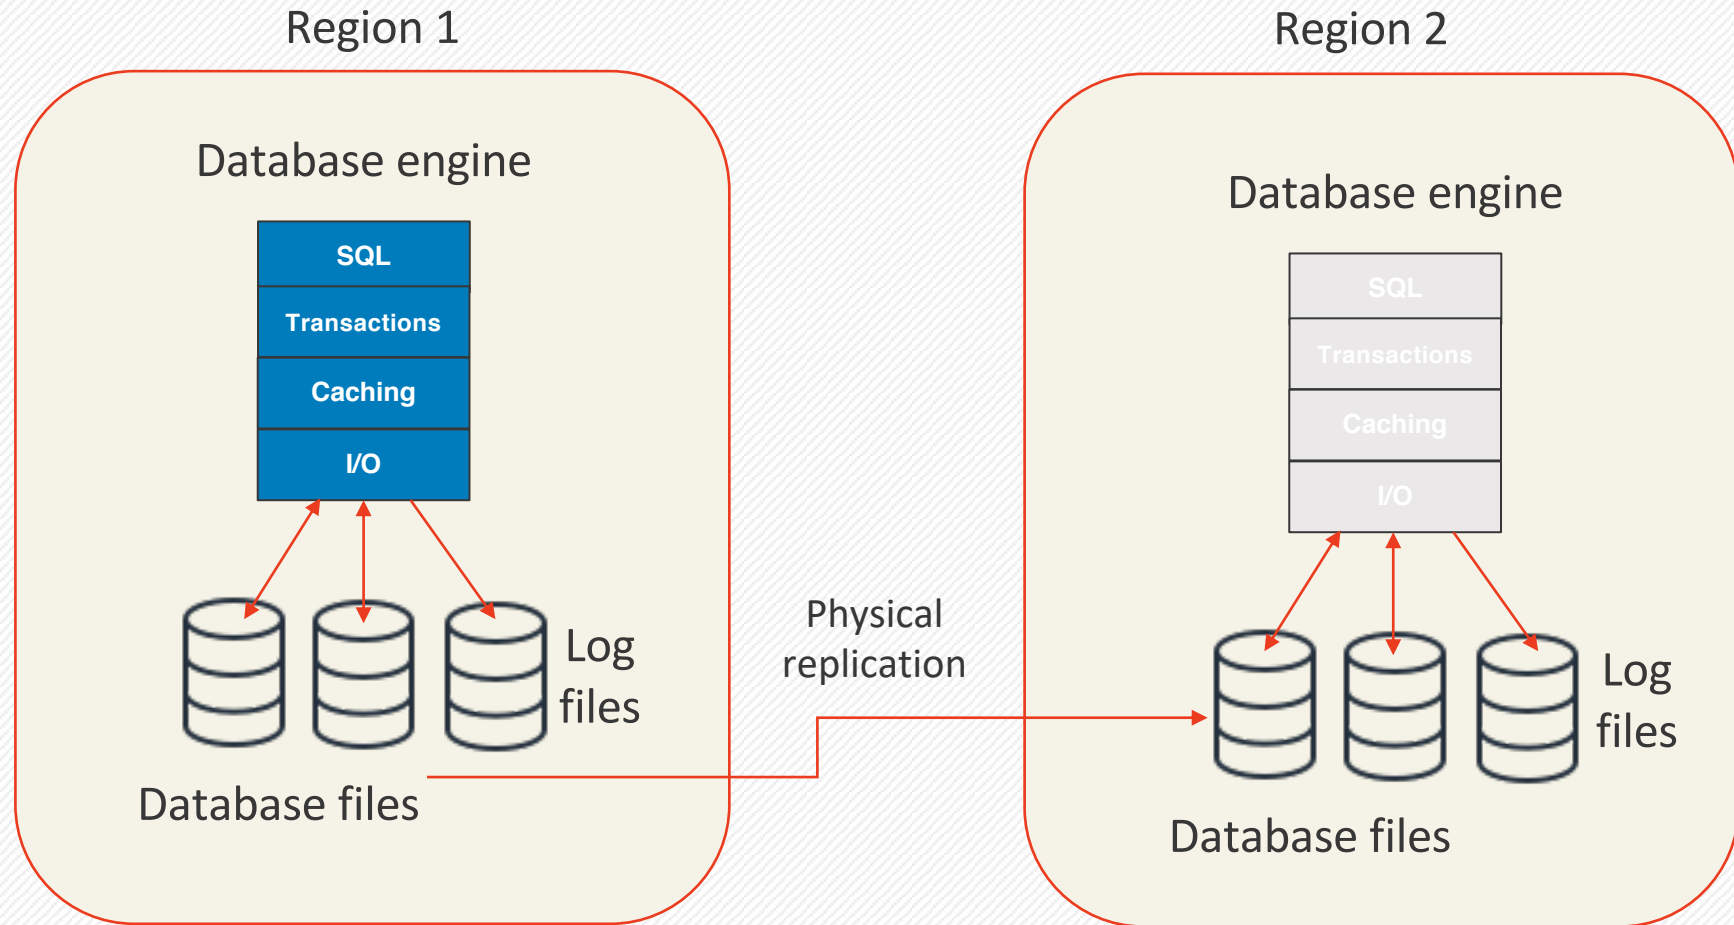 Region 1
Database engine
SQL
Transactions
Caching
I/O
Log
files
Database files
Physical
replication
Region 2
Database engine
SQL
Transactions
Caching
I/O
Log
files
Database files